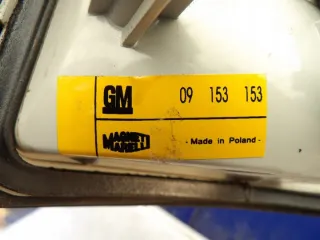 GM 09 153 153
MAGNETI MARELLI
- Made in Poland -